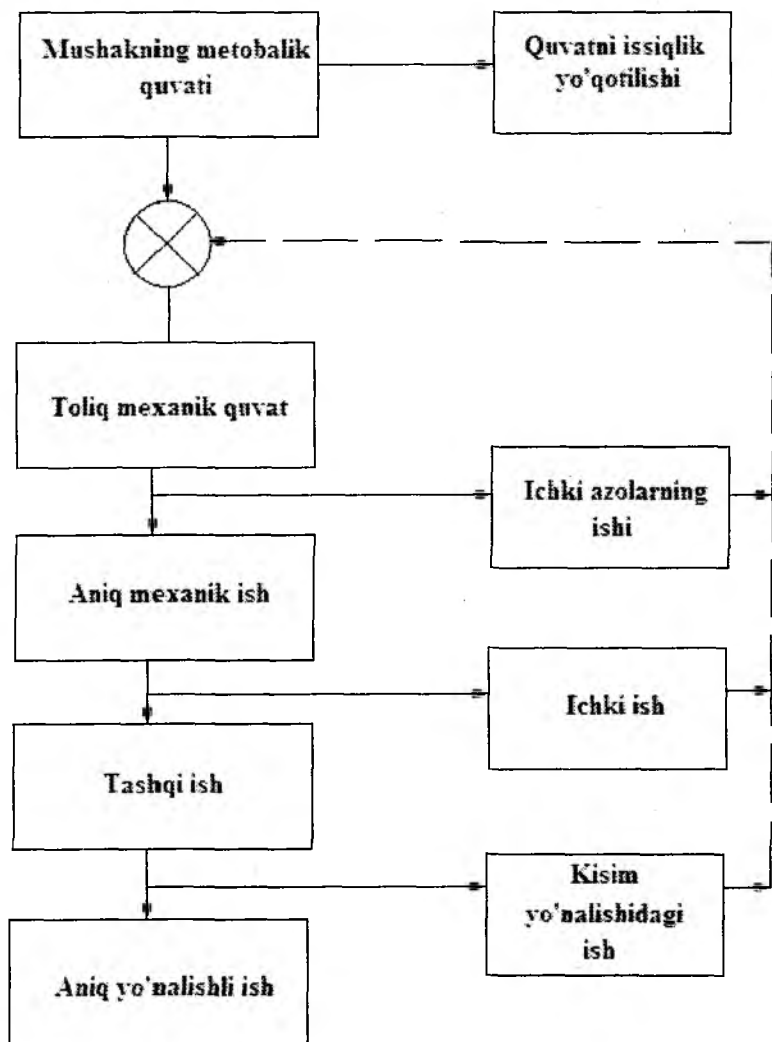 Mushakning metobalik
quvati
Quvatni issiqlik
yo'qotilishi
Toliq mexanik quvat
Ichki azolarning
ishi
Aniq mexanik ish
Ichki ish
Tashqi ish
Kisim
yo'nalishidagi
ish
Aniq yo'nalishli ish